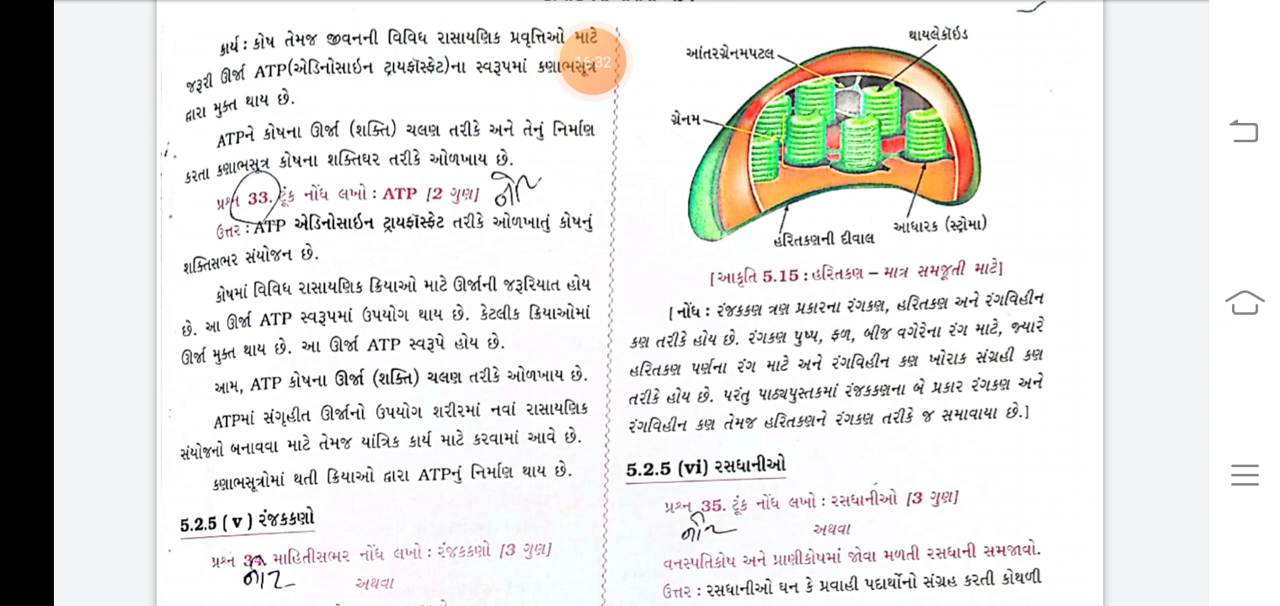 કાર્ય : કોષ તેમજ જીવનની વિવિધ રાસાયણિક પ્રવૃત્તિઓ માટે
જરૂરી ઊર્જા ATP(એડિનોસાઇન ટ્રાયફૉસ્ફેટ)ના સ્વરૂપમાં કણાભસૂત્ર
દ્વારા મુક્ત થાય છે.
ATPને કોષના ઊર્જા (શક્તિ) ચલણ તરીકે અને તેનું નિર્માણ
કરતા કણાભસૂત્ર કોષના શક્તિઘર તરીકે ઓળખાય છે.
પ્રશ્ન 33. ટૂંક નોંધ લખો : ATP [2 ગુણ] નોટ
ઉત્તર : ATP એડિનોસાઇન ટ્રાયફૉસ્ફેટ તરીકે ઓળખાતું કોષનું
શક્તિસભર સંયોજન છે.
કોષમાં વિવિધ રાસાયણિક ક્રિયાઓ માટે ઊર્જાની જરૂરિયાત હોય
છે. આ ઊર્જા ATP સ્વરૂપમાં ઉપયોગ થાય છે. કેટલીક ક્રિયાઓમાં
ઊર્જા મુક્ત થાય છે. આ ઊર્જા ATP સ્વરૂપે હોય છે.
આમ, ATP કોષના ઊર્જા (શક્તિ) ચલણ તરીકે ઓળખાય છે.
ATPમાં સંગૃહીત ઊર્જાનો ઉપયોગ શરીરમાં નવાં રાસાયણિક
સંયોજનો બનાવવા માટે તેમજ યાંત્રિક કાર્ય માટે કરવામાં આવે છે.
કણાભસૂત્રોમાં થતી ક્રિયાઓ દ્વારા ATPનું નિર્માણ થાય છે.
5.2.5 (v) રંજકકણો
પ્રશ્ન 34. માહિતીસભર નોંધ લખો : રંજકકણો [3 ગુણ]
નોટ
અથવા
16:32
થાયલેકૉઇડ
આંતરગ્રેનમપટલ
ગ્રેનમ
હરિતકણની દીવાલ
આધારક (સ્ટ્રોમા)
[આકૃતિ 5.15 : હરિતકણ – માત્ર સમજૂતી માટે]
[નોંધ : રંજકકણ ત્રણ પ્રકારના રંગકણ, હરિતકણ અને રંગવિહીન
કણ તરીકે હોય છે. રંગકણ પુષ્પ, ફળ, બીજ વગેરેના રંગ માટે, જ્યારે
હરિતકણ પર્ણના રંગ માટે અને રંગવિહીન કણ ખોરાક સંગ્રહી કણ
તરીકે હોય છે. પરંતુ પાઠ્યપુસ્તકમાં રંજકકણના બે પ્રકાર રંગકણ અને
રંગવિહીન કણ તેમજ હરિતકણને રંગકણ તરીકે જ સમાવાયા છે.]
5.2.5 (vi) રસધાનીઓ
પ્રશ્ન 35. ટૂંક નોંધ લખો : રસધાનીઓ [3 ગુણ]
નોટ
અથવા
વનસ્પતિકોષ અને પ્રાણીકોષમાં જોવા મળતી રસધાની સમજાવો.
ઉત્તર : રસધાનીઓ ઘન કે પ્રવાહી પદાર્થોનો સંગ્રહ કરતી કોથળી